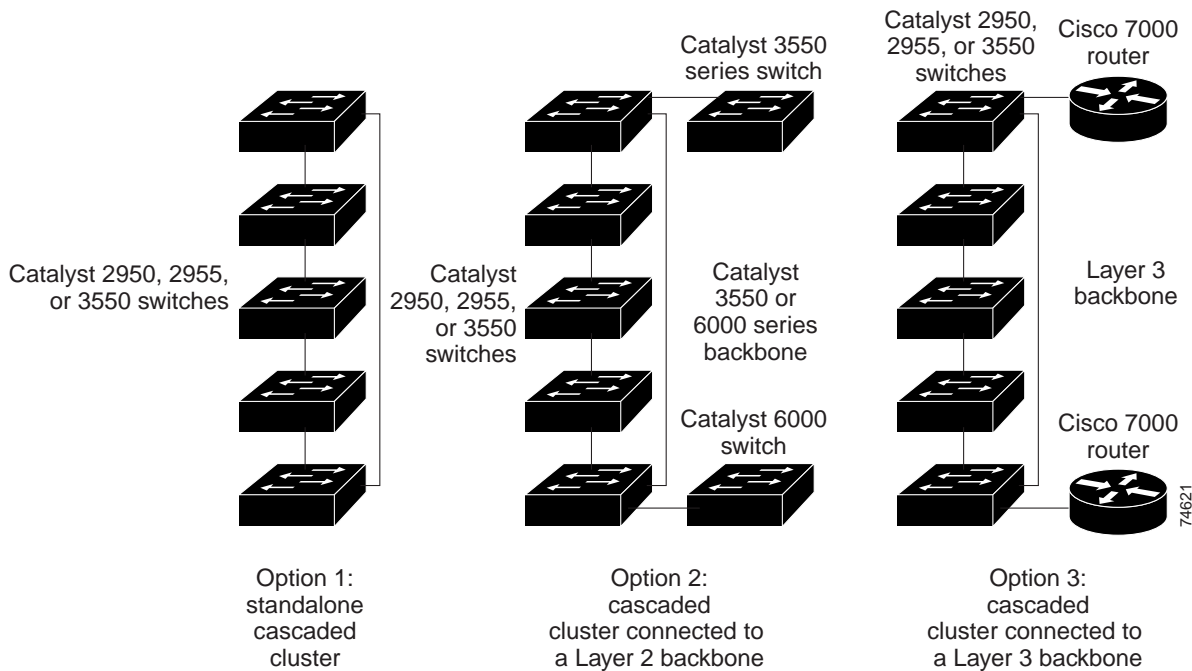 Catalyst 3550
series switch
Catalyst 2950,
2955, or 3550
switches
Cisco 7000
router
Catalyst 2950, 2955,
or 3550 switches
Catalyst
2950, 2955,
or 3550
switches
Catalyst
3550 or
6000 series
backbone
Layer 3
backbone
Catalyst 6000
switch
Cisco 7000
router
74621
Option 1:
standalone
cascaded
cluster
Option 2:
cascaded
cluster connected to
a Layer 2 backbone
Option 3:
cascaded
cluster connected to
a Layer 3 backbone